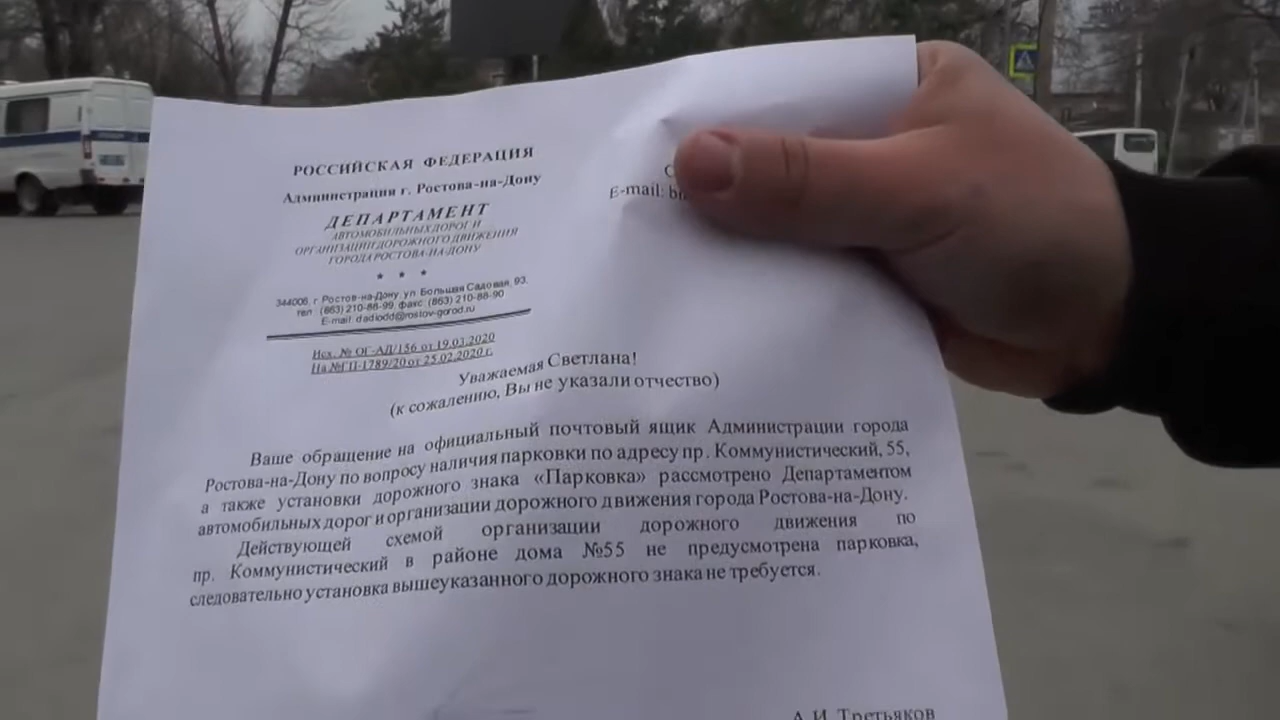 РОССИЙСКАЯ ФЕДЕРАЦИЯ
Администрация г. Ростова-на-Дону
ДЕПАРТАМЕНТ
АВТОМОБИЛЬНЫХ ДОРОГ И
ОРГАНИЗАЦИИ ДОРОЖНОГО ДВИЖЕНИЯ
ГОРОДА РОСТОВА-НА-ДОНУ
* * *
344006, г. Ростов-на-Дону, ул. Большая Садовая, 93,
тел. (863) 210-88-99, факс: (863) 210-88-90
E-mail: dadiodd@rostov-gorod.ru
Исх. № ОГ-АД/156 от 19.03.2020
На № ГП-1789/20 от 25.02.2020 г.
E-mail:
Уважаемая Светлана!
(к сожалению, Вы не указали отчество)
Ваше обращение на официальный почтовый ящик Администрации города
Ростова-на-Дону по вопросу наличия парковки по адресу пр. Коммунистический, 55,
а также установки дорожного знака «Парковка» рассмотрено Департаментом
автомобильных дорог и организации дорожного движения города Ростова-на-Дону.
Действующей схемой организации дорожного движения по
пр. Коммунистический в районе дома №55 не предусмотрена парковка,
следовательно установка вышеуказанного дорожного знака не требуется.
А.И. Третьяков